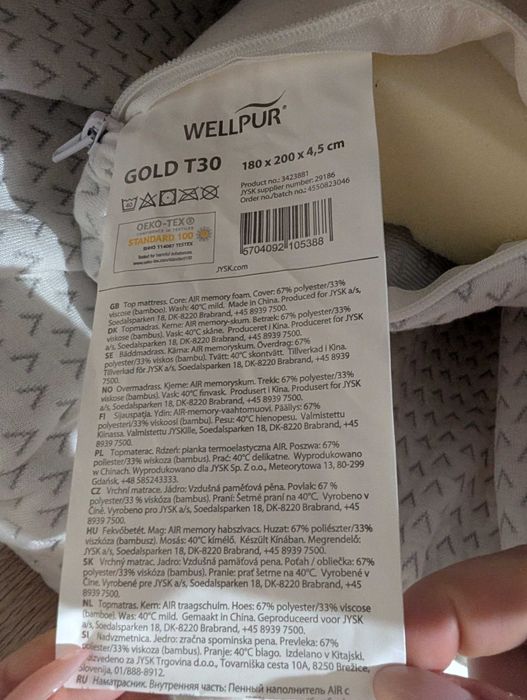 WELLPUR®
GOLD T30
180 x 200 x 4,5 cm
Product no.: 3423881
JYSK supplier number: 29186
Order no./batch no.: 4550823046
40
OEKO-TEX®
CONFIDENCE IN TEXTILES
STANDARD 100
Tested for harmful substances
6704092 105388
JYSK.com
GB Top mattress. Core: AIR memory foam. Cover: 67% polyester/33%
viscose (bamboo). Wash: 40°C mild. Made in China. Produced for JYSK a/s,
Soedalsparken 18, DK-8220 Brabrand, +45 8939 7500.
DK Topmadras. Kerne: AIR memory-skum. Betræk: 67% polyester/33%
viskose (bambus). Vask: 40°C skåne. Produceret i Kina. Produceret for JYSK
a/s, Soedalsparken 18, DK-8220 Brabrand, +45 8939 7500.
SE Bäddmadrass. Kärna: AIR memoryskum. Överdrag: 67%
polyester/33% viskos (bambu). Tvätt: 40°C skontvätt. Tillverkad i Kina.
Tillverkad för JYSK a/s, Soedalsparken 18, DK-8220 Brabrand, +45 8939
7500.
NO Overmadrass. Kjerne: AIR memoryskum. Trekk: 67% polyester/33%
viskose (bambus). Vask: 40°C finvask. Produsert i Kina. Produsert for JYSK
a/s, Soedalsparken 18, DK-8220 Brabrand, +45 8939 7500.
FI Sijauspatja. Ydin: AIR-memory-vaahtomuovi. Päällys: 67%
polyesteri/33% viskoosi (bambu). Pesu: 40°C hienopesu. Valmistettu
Kiinassa. Valmistettu JYSKille, Soedalsparken 18, DK-8220 Brabrand, +45
8939 7500.
PL Topmaterac. Rdzeń: pianka termoelastyczna AIR. Poszwa: 67%
poliester/33% wiskoza (bambus). Prać: 40°C delikatne. Wyprodukowano
w Chinach. Wyprodukowano dla JYSK Sp. Z o.o., Meteorytowa 13, 80-299
Gdańsk, +48 585243333.
CZ Vrchní matrace. Jádro: Vzdušná paměťová pěna. Povlak: 67 %
polyester/33 % viskóza (bambus). Praní: Šetrné praní na 40°C. Vyrobeno v
Číně. Vyrobeno pro JYSK a/s, Soedalsparken 18, DK-8220 Brabrand, +45
8939 7500.
HU Fekvőbetét. Mag: AIR memory habszivacs. Huzat: 67% poliészter/33%
viszkóza (bambusz). Mosás: 40°C kímélő. Készült Kínában. Megrendelő:
JYSK a/s, Soedalsparken 18, DK-8220 Brabrand, +45 8939 7500.
SK Vrchný matrac. Jadro: Vzdušná pamäťová pena. Poťah / obliečka: 67%
polyester/33% viskóza (bambus). Pranie: prať šetrne na 40°C. Vyrobené v
Číne. Vyrobené pre JYSK a/s, Soedalsparken 18, DK-8220 Brabrand, +45
8939 7500.
NL Topmatras. Kern: AIR traagschuim. Hoes: 67% polyester/33% viscose
(bamboe). Was: 40°C mild. Gemaakt in China. Geproduceerd voor JYSK
a/s, Soedalsparken 18, DK-8220 Brabrand, +45 8939 7500.
SI Nadvzmetnica. Jedro: zračna spominska pena. Prevleka: 67%
poliester/33% viskoza (bambus). Pranje: 40°C blago. Izdelano v Kitajski.
Proizvedeno za JYSK Trgovina d.o.o., Tovarniška cesta 10A, 8250 Brežice,
Slovenija, 01/888-8912.
RU Наматрасник. Внутренняя часть: Пенный наполнитель AIR с